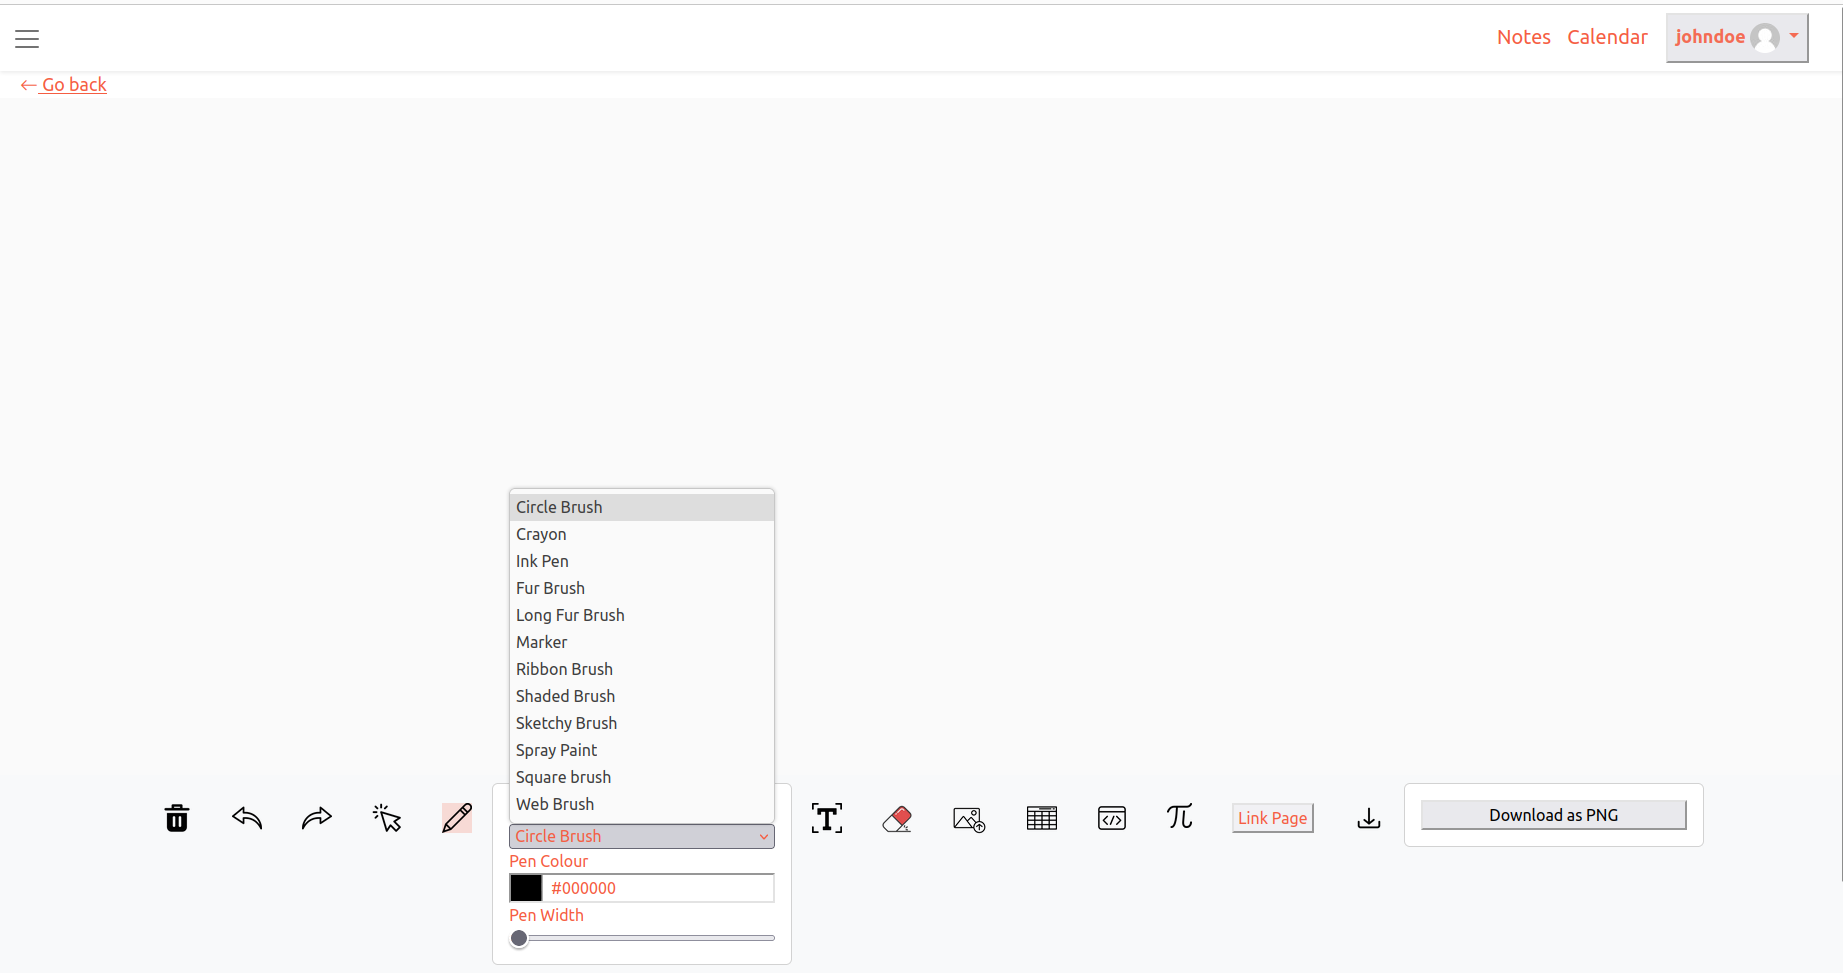 Notes Calendar johndoe
← Go back
Circle Brush
Crayon
Ink Pen
Fur Brush
Long Fur Brush
Marker
Ribbon Brush
Shaded Brush
Sketchy Brush
Spray Paint
Square brush
Web Brush
Circle Brush
Pen Colour
#000000
Pen Width
T
</>
π
Link Page
Download as PNG